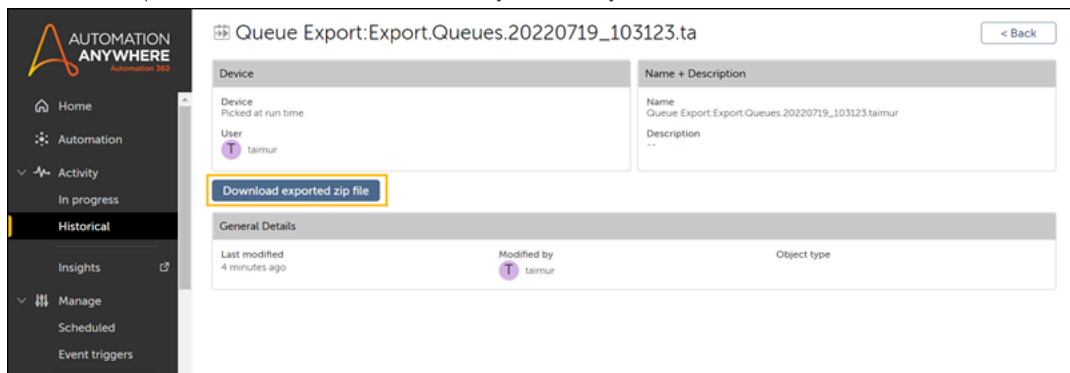 AUTOMATION
ANYWHERE
Automation 360
Home
Automation
Activity
In progress
Historical
Insights
Manage
Scheduled
Event triggers
Queue Export:Export.Queues.20220719_103123.ta
< Back
Device
Device
Picked at run time
User
T taimur
Name + Description
Name
Queue Export:Export.Queues.20220719_103123.taimur
Description
--
Download exported zip file
General Details
Last modified
4 minutes ago
Modified by
T taimur
Object type